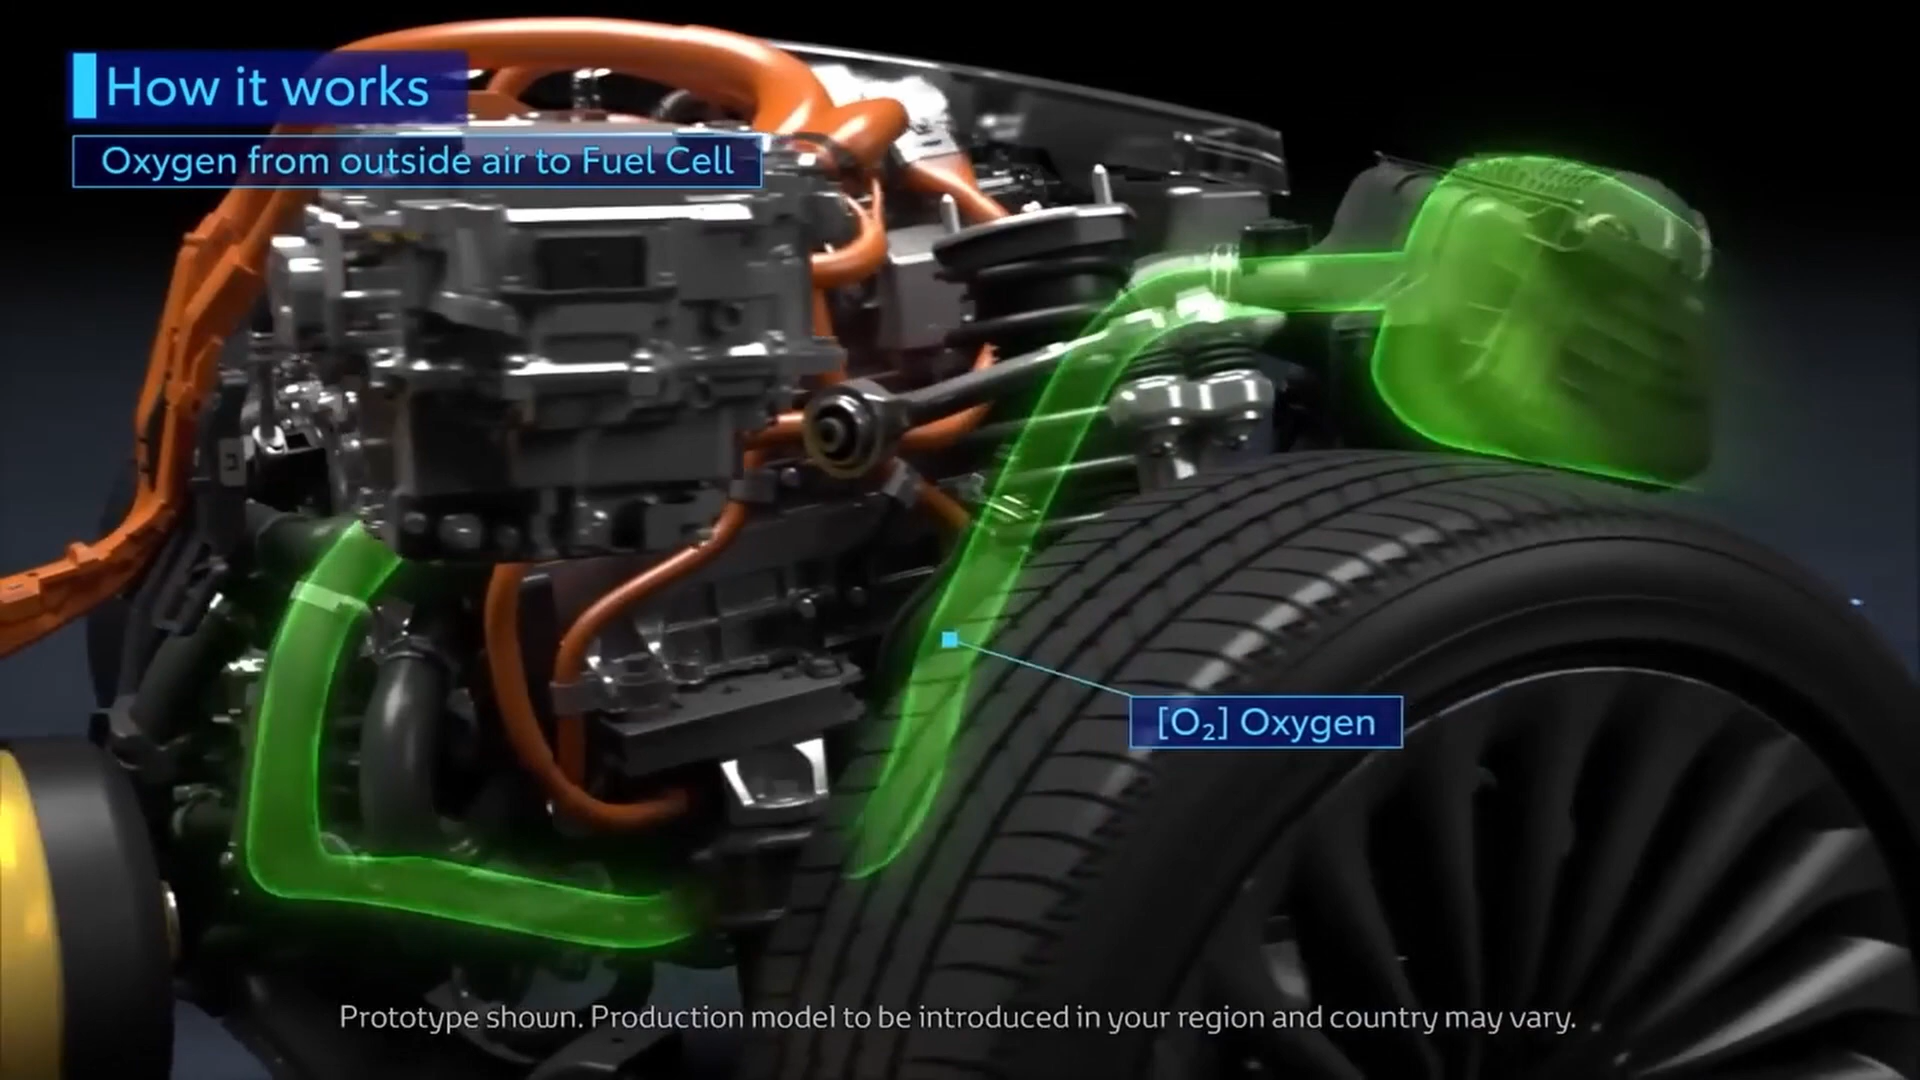 How it works
Oxygen from outside air to Fuel Cell
[O₂] Oxygen
Prototype shown. Production model to be introduced in your region and country may vary.